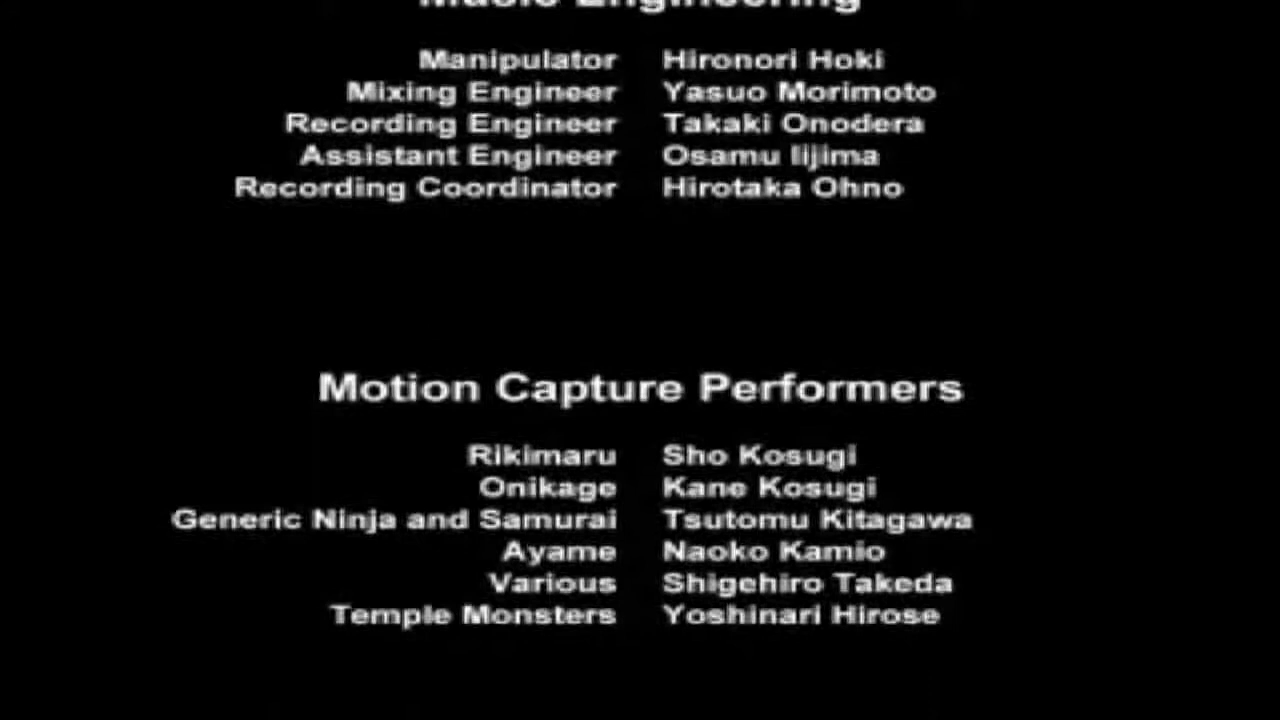 Music Engineering
Manipulator Hironori Hoki
Mixing Engineer Yasuo Morimoto
Recording Engineer Takaki Onodera
Assistant Engineer Osamu Iijima
Recording Coordinator Hirotaka Ohno
Motion Capture Performers
Rikimaru Sho Kosugi
Onikage Kane Kosugi
Generic Ninja and Samurai Tsutomu Kitagawa
Ayame Naoko Kamio
Various Shigehiro Takeda
Temple Monsters Yoshinari Hirose